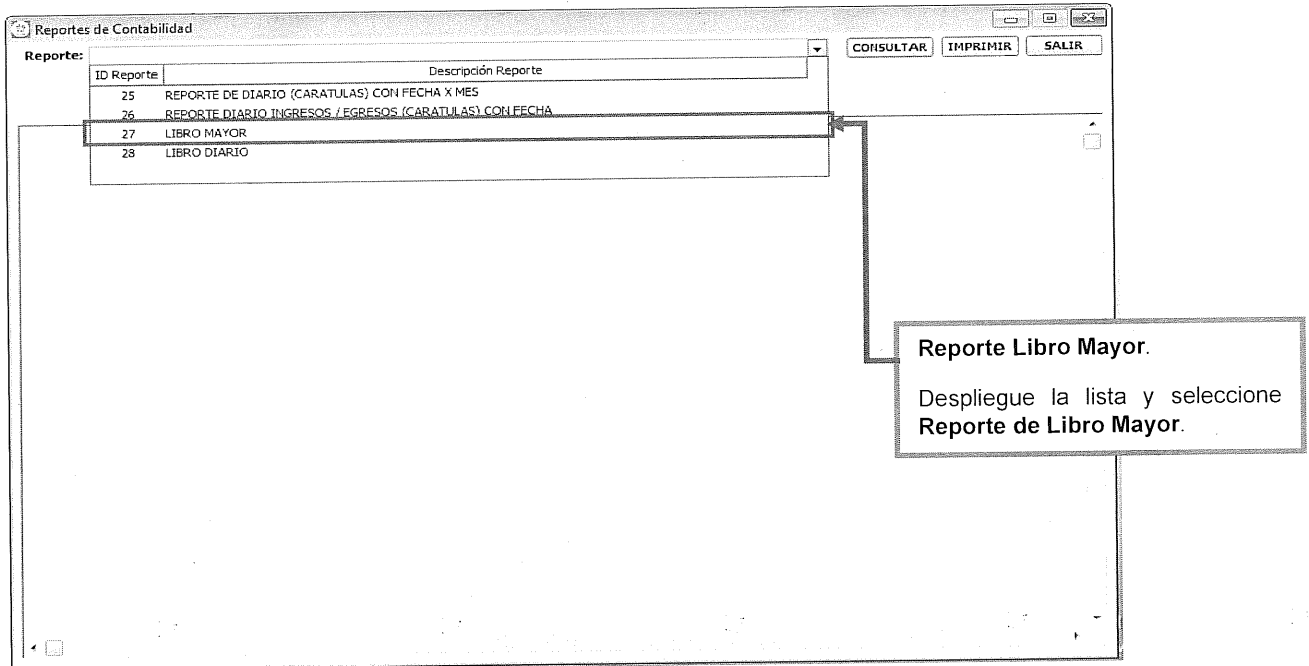 Reportes de Contabilidad
Reporte:
CONSULTAR IMPRIMIR SALIR
ID Reporte Descripción Reporte
25 REPORTE DE DIARIO (CARATULAS) CON FECHA X MES
26 REPORTE DIARIO INGRESOS / EGRESOS (CARATULAS) CON FECHA
27 LIBRO MAYOR
28 LIBRO DIARIO
Reporte Libro Mayor.
Despliegue la lista y seleccione
Reporte de Libro Mayor.